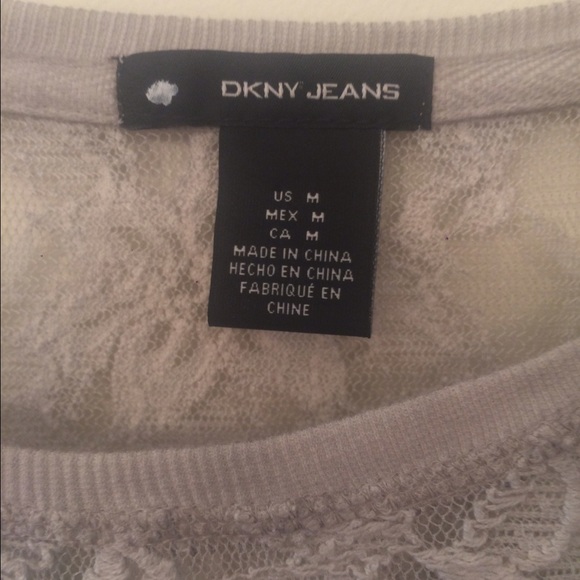 DKNY JEANS
US M
MEX M
CA M
MADE IN CHINA
HECHO EN CHINA
FABRIQUÉ EN
CHINE